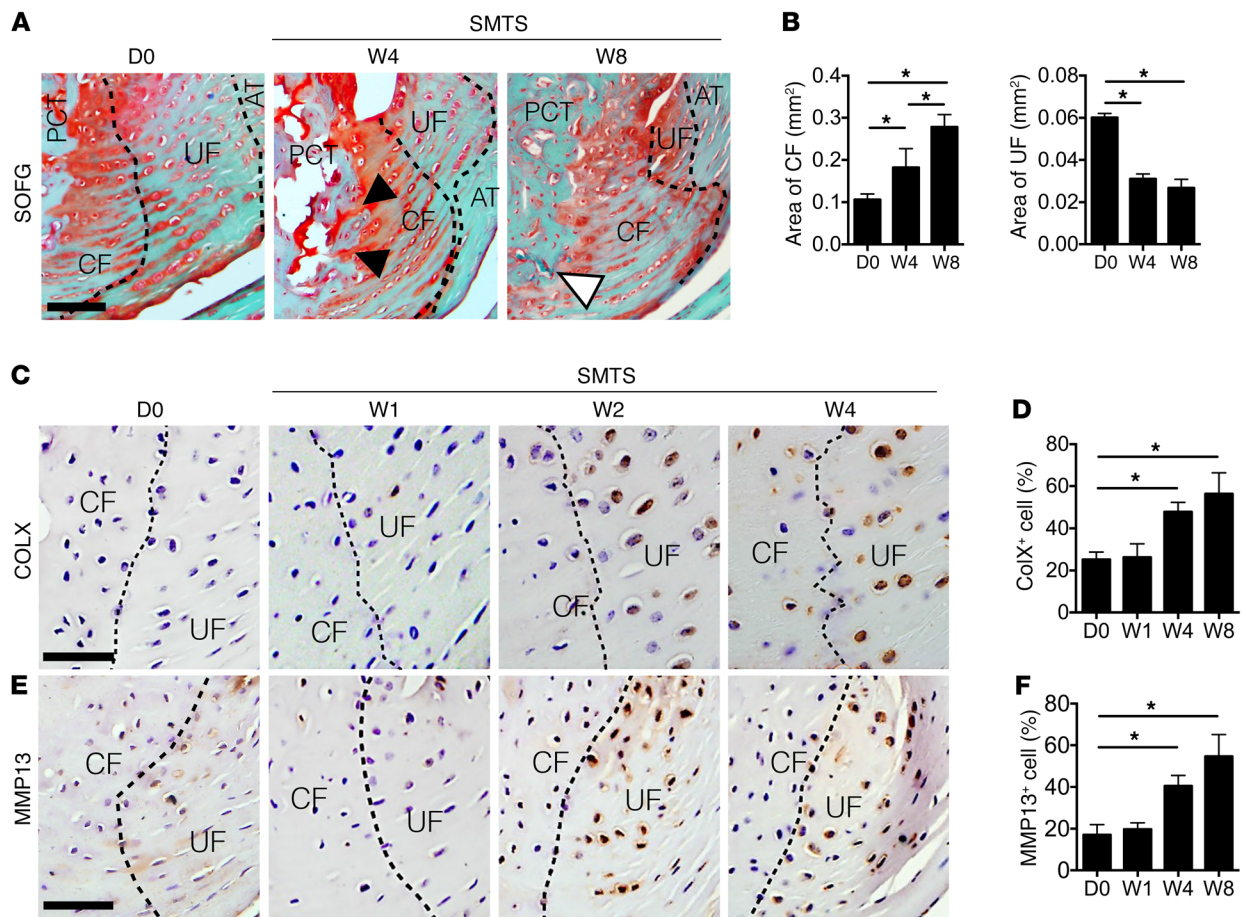 A
SMTS
D0
W4
W8
SOFG
PCT
CF
UF
AT
PCT
UF
CF
AT
PCT
UF
AT
CF
B
Area of CF (mm²)
0.4
0.3
0.2
0.1
0.0
* * *
D0 W4 W8
Area of UF (mm²)
0.08
0.06
0.04
0.02
0.00
* *
D0 W4 W8
C
SMTS
D0
W1
W2
W4
COLX
CF
UF
CF
UF
CF
UF
CF
UF
D
ColX⁺ cell (%)
80
60
40
20
0
* *
D0 W1 W4 W8
E
MMP13
CF
UF
CF
UF
CF
UF
CF
UF
F
MMP13⁺ cell (%)
80
60
40
20
0
* *
D0 W1 W4 W8